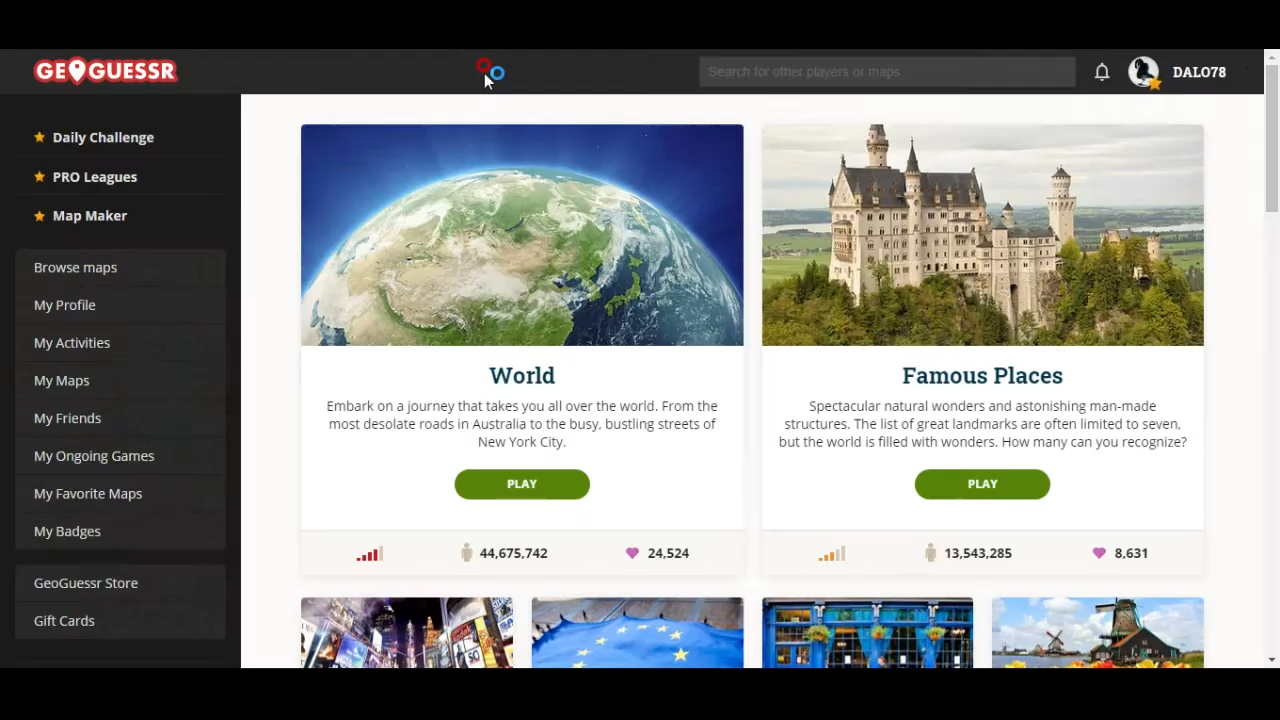 GEOGUESSR
Search for other players or maps
DALO78
Daily Challenge
PRO Leagues
Map Maker
Browse maps
My Profile
My Activities
My Maps
My Friends
My Ongoing Games
My Favorite Maps
My Badges
GeoGuessr Store
Gift Cards
World
Embark on a journey that takes you all over the world. From the
most desolate roads in Australia to the busy, bustling streets of
New York City.
PLAY
44,675,742
24,524
Famous Places
Spectacular natural wonders and astonishing man-made
structures. The list of great landmarks are often limited to seven,
but the world is filled with wonders. How many can you recognize?
PLAY
13,543,285
8,631